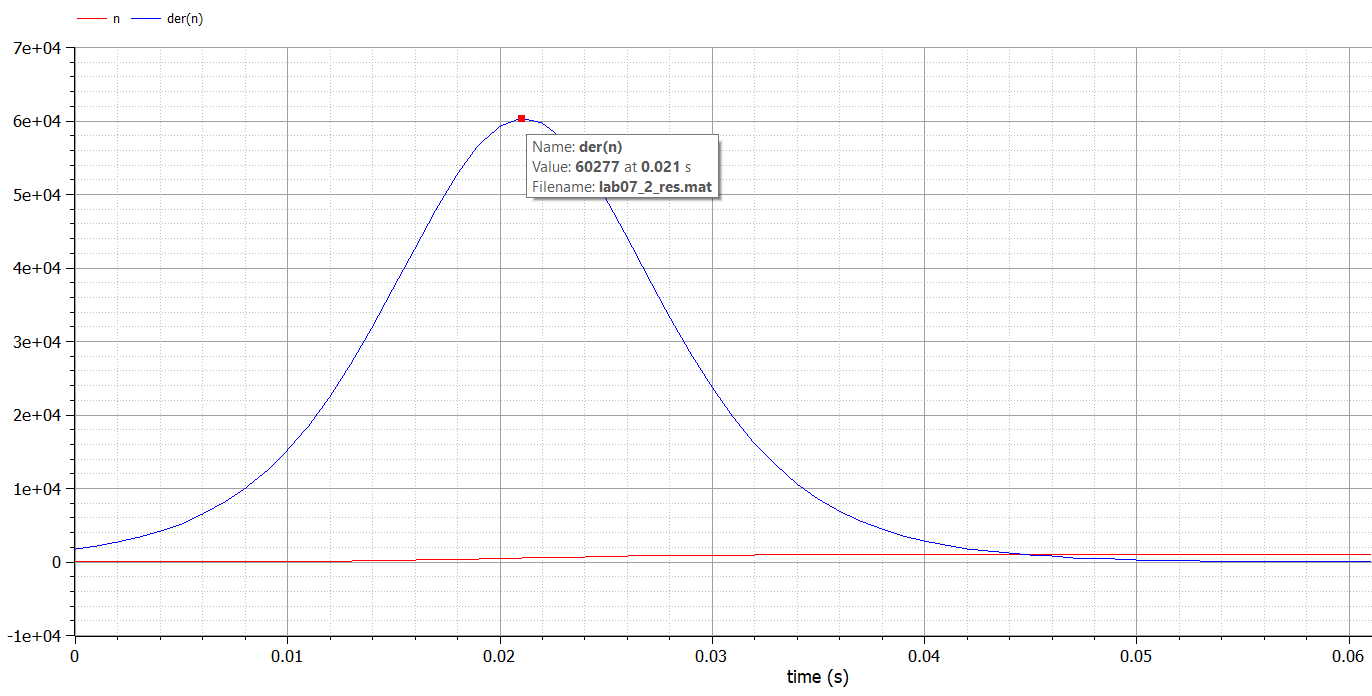 n der(n)
7e+04
6e+04
Name: der(n)
Value: 60277 at 0.021 s
Filename: lab07_2_res.mat
5e+04
4e+04
3e+04
2e+04
1e+04
0
-1e+04
0 0.01 0.02 0.03 0.04 0.05 0.06
time (s)